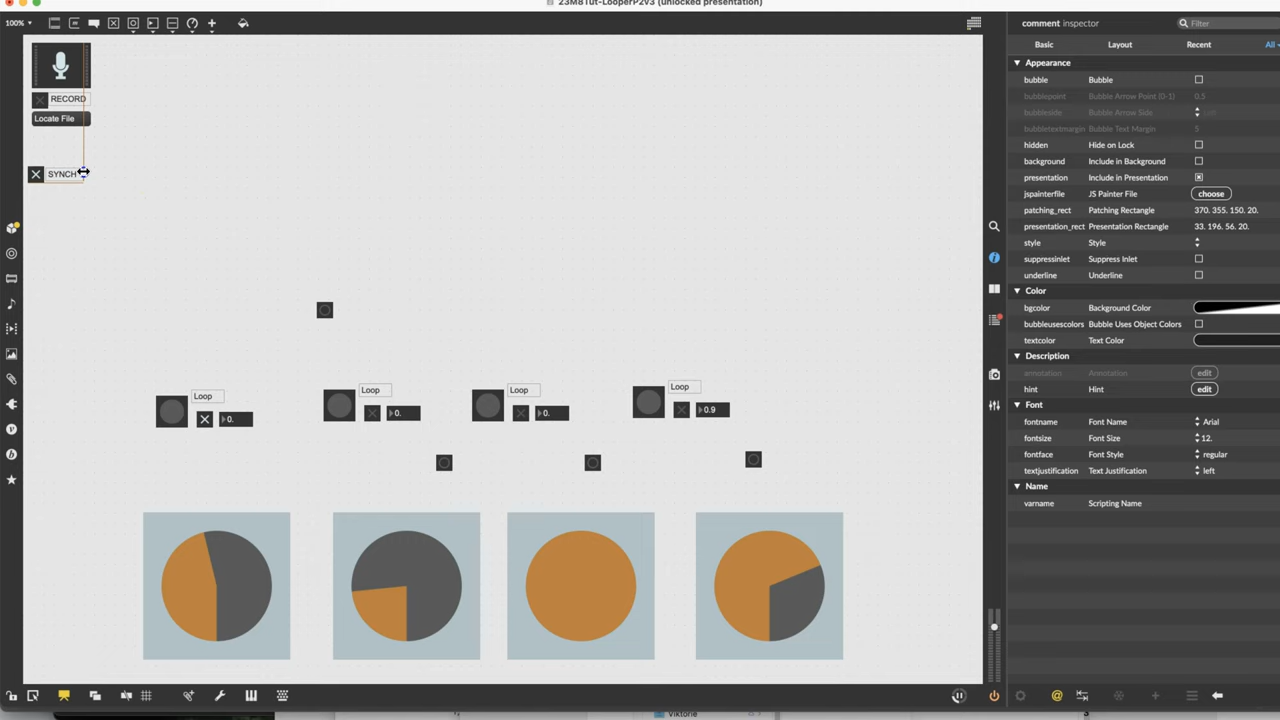 23M8Tut-LooperP2v3 (unlocked presentation)
100%
comment inspector
Filter
Basic
Layout
Recent
All
RECORD
Locate File
SYNCH
Loop
0.
Loop
0.
Loop
0.
Loop
0.9
Appearance
bubble Bubble
bubblepoint Bubble Arrow Point (0-1) 0.5
bubbleside Bubble Arrow Side
bubbletextmargin Bubble Text Margin 5
hidden Hide on Lock
background Include in Background
presentation Include in Presentation
jspainterfile JS Painter File choose
patching_rect Patching Rectangle 370. 355. 150. 20.
presentation_rect Presentation Rectangle 33. 196. 56. 20.
style Style
suppressinlet Suppress Inlet
underline Underline
Color
bgcolor Background Color
bubbleusescolors Bubble Uses Object Colors
textcolor Text Color
Description
annotation Annotation edit
hint Hint edit
Font
fontname Font Name Arial
fontsize Font Size 12.
fontface Font Style regular
textjustification Text Justification left
Name
varname Scripting Name
Viktorie